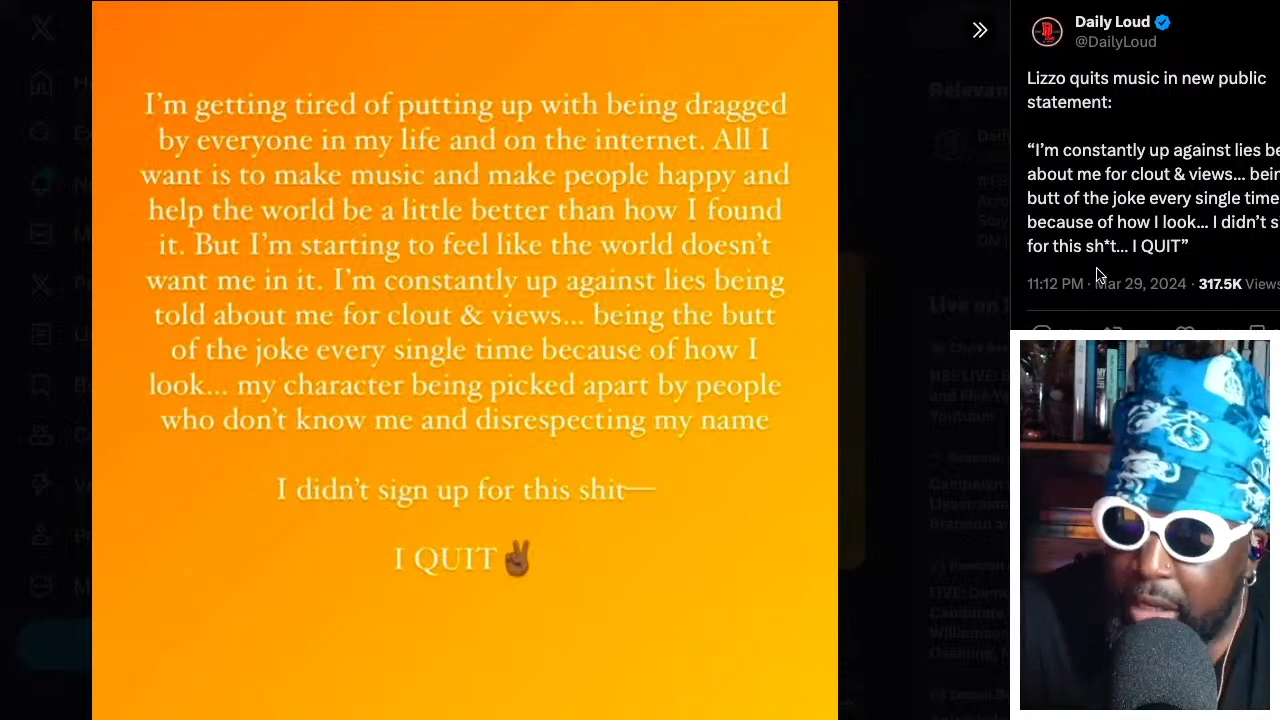 I'm getting tired of putting up with being dragged
by everyone in my life and on the internet. All I
want is to make music and make people happy and
help the world be a little better than how I found
it. But I'm starting to feel like the world doesn't
want me in it. I'm constantly up against lies being
told about me for clout & views... being the butt
of the joke every single time because of how I
look... my character being picked apart by people
who don't know me and disrespecting my name
I didn't sign up for this shit—
I QUIT✌🏾
Daily Loud
@DailyLoud
Lizzo quits music in new public
statement:
“I'm constantly up against lies be
about me for clout & views... bein
butt of the joke every single time
because of how I look... I didn't s
for this sh*t... I QUIT”
11:12 PM · Mar 29, 2024 · 317.5K Views